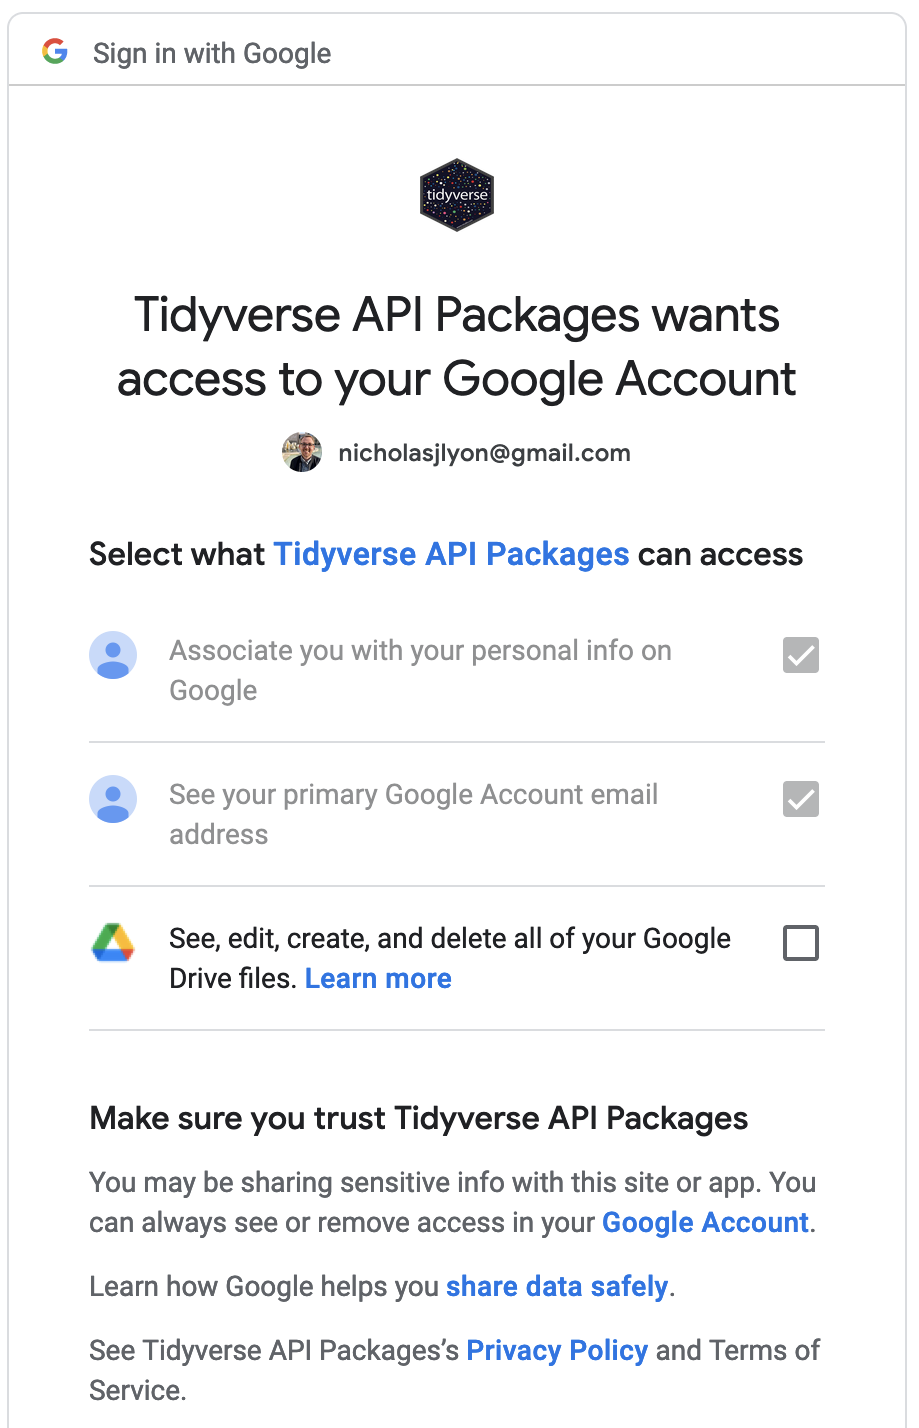 Sign in with Google
tidyverse
Tidyverse API Packages wants
access to your Google Account
nicholasjlyon@gmail.com
Select what Tidyverse API Packages can access
Associate you with your personal info on
Google
See your primary Google Account email
address
See, edit, create, and delete all of your Google
Drive files. Learn more
Make sure you trust Tidyverse API Packages
You may be sharing sensitive info with this site or app. You
can always see or remove access in your Google Account.
Learn how Google helps you share data safely.
See Tidyverse API Packages’s Privacy Policy and Terms of
Service.